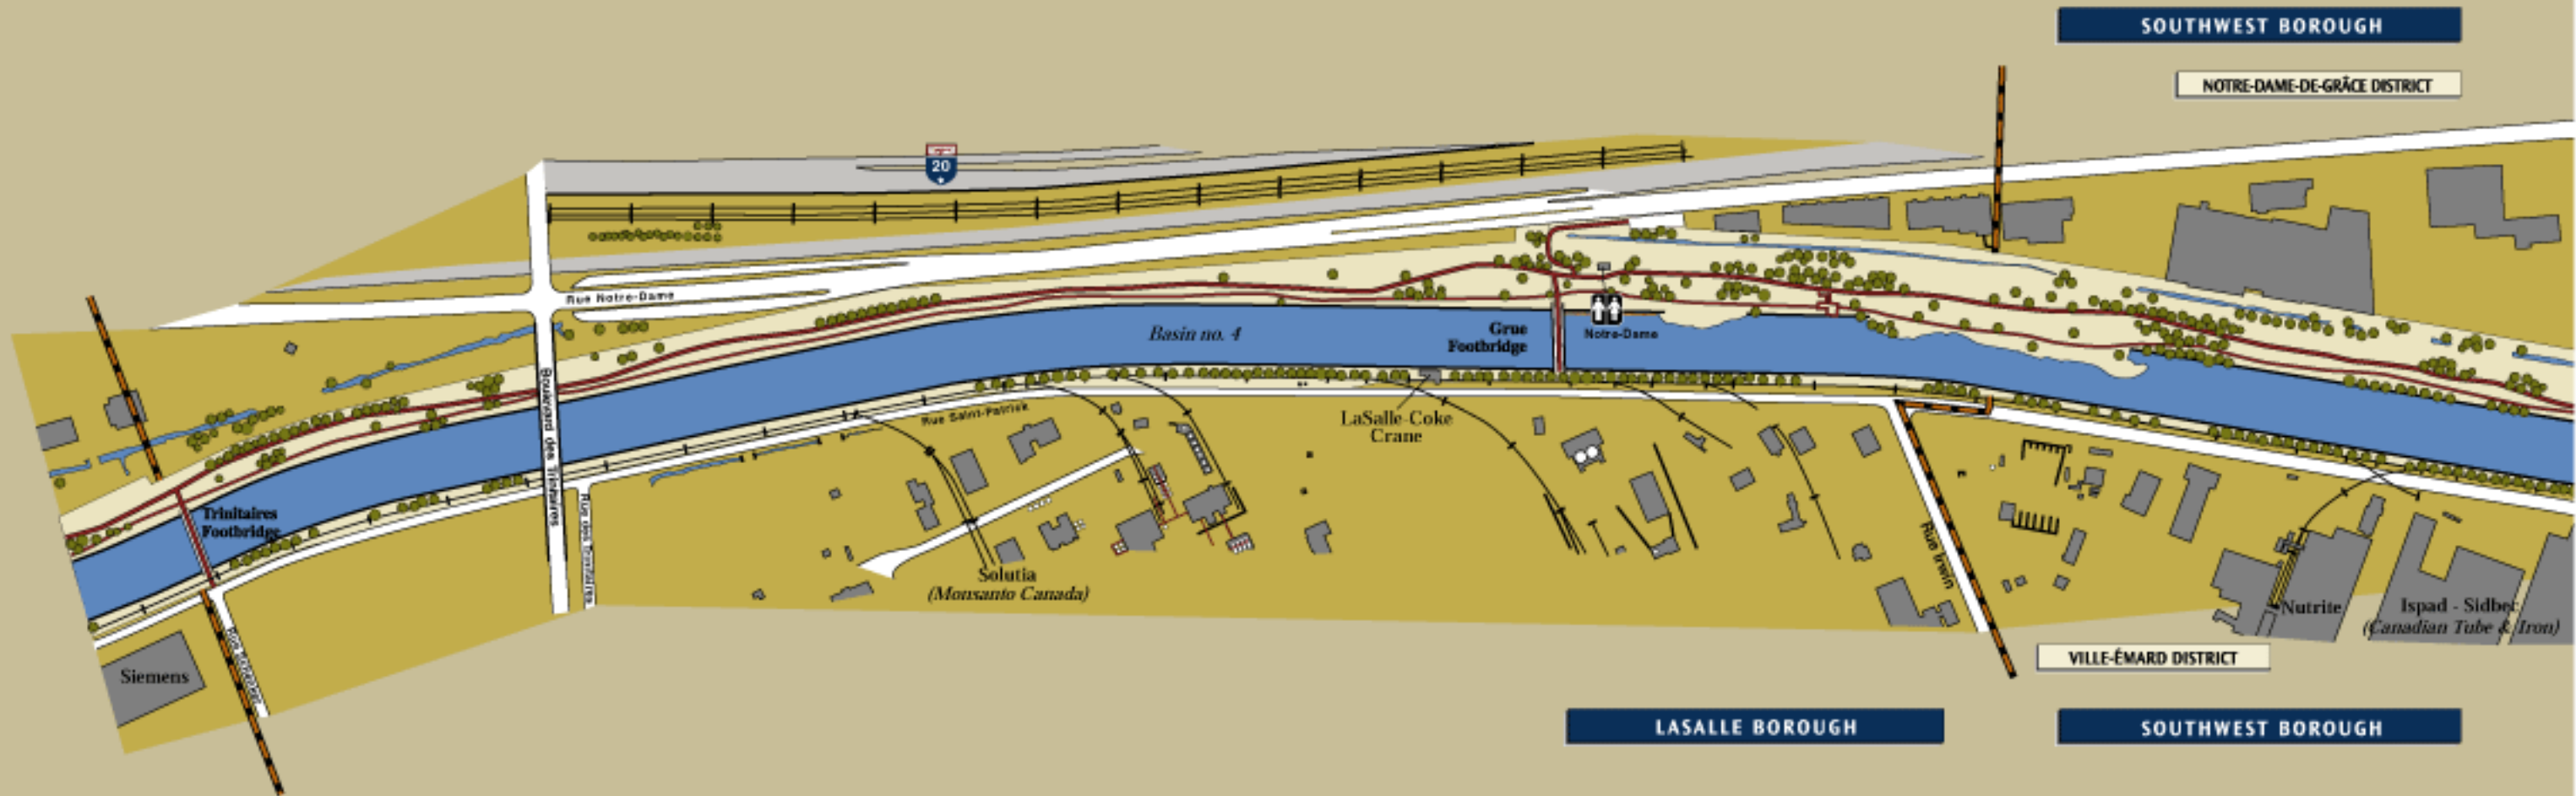 SOUTHWEST BOROUGH
NOTRE-DAME-DE-GRÂCE DISTRICT
20
Rue Notre-Dame
Basin no. 4
Grue
Footbridge
Notre-Dame
Boulevard des Trinitaires
Rue Saint-Patrick
LaSalle-Coke
Crane
Trinitaires
Footbridge
Rue des Trinitaires
Rue Irwin
Solutia
(Monsanto Canada)
Nutrite
Ispad - Sidbec
(Canadian Tube & Iron)
Siemens
VILLE-ÉMARD DISTRICT
LASALLE BOROUGH
SOUTHWEST BOROUGH